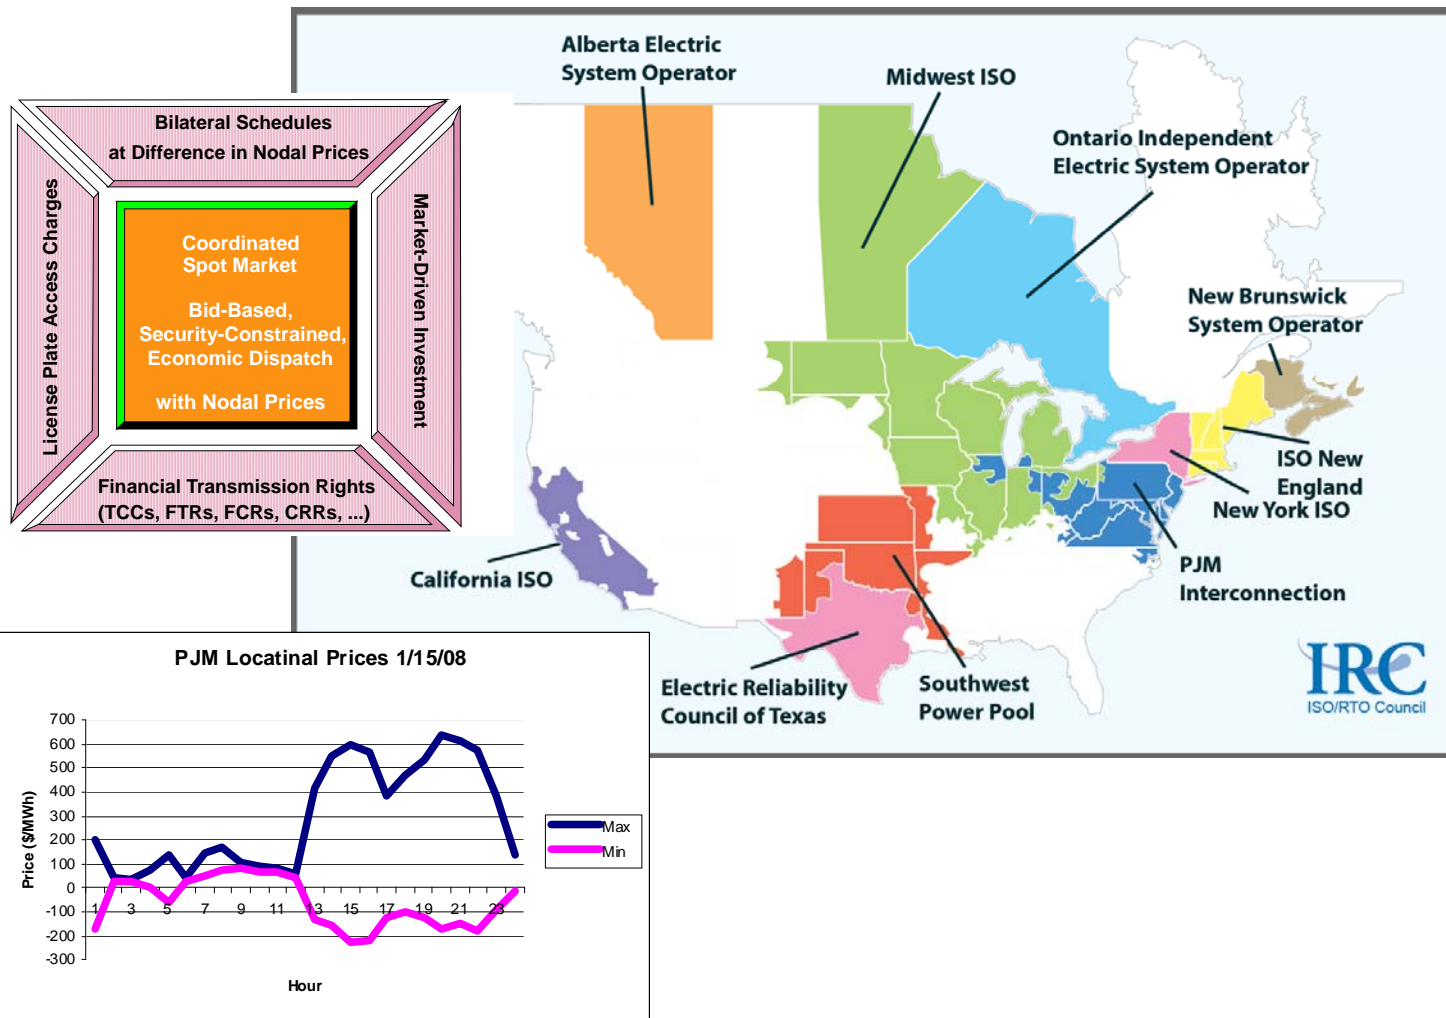 Bilateral Schedules
at Difference in Nodal Prices
License Plate Access Charges
Coordinated
Spot Market
Bid-Based,
Security-Constrained,
Economic Dispatch
with Nodal Prices
Market-Driven Investment
Financial Transmission Rights
(TCCs, FTRs, FCRs, CRRs, ...)
Alberta Electric
System Operator
Midwest ISO
Ontario Independent
Electric System Operator
New Brunswick
System Operator
ISO New
England
New York ISO
PJM
Interconnection
California ISO
Electric Reliability
Council of Texas
Southwest
Power Pool
IRC
ISO/RTO Council
PJM Locatinal Prices 1/15/08
Price ($/MWh)
700
600
500
400
300
200
100
0
-100
-200
-300
1 3 5 7 9 11 13 15 17 19 21 23
Hour
Max
Min